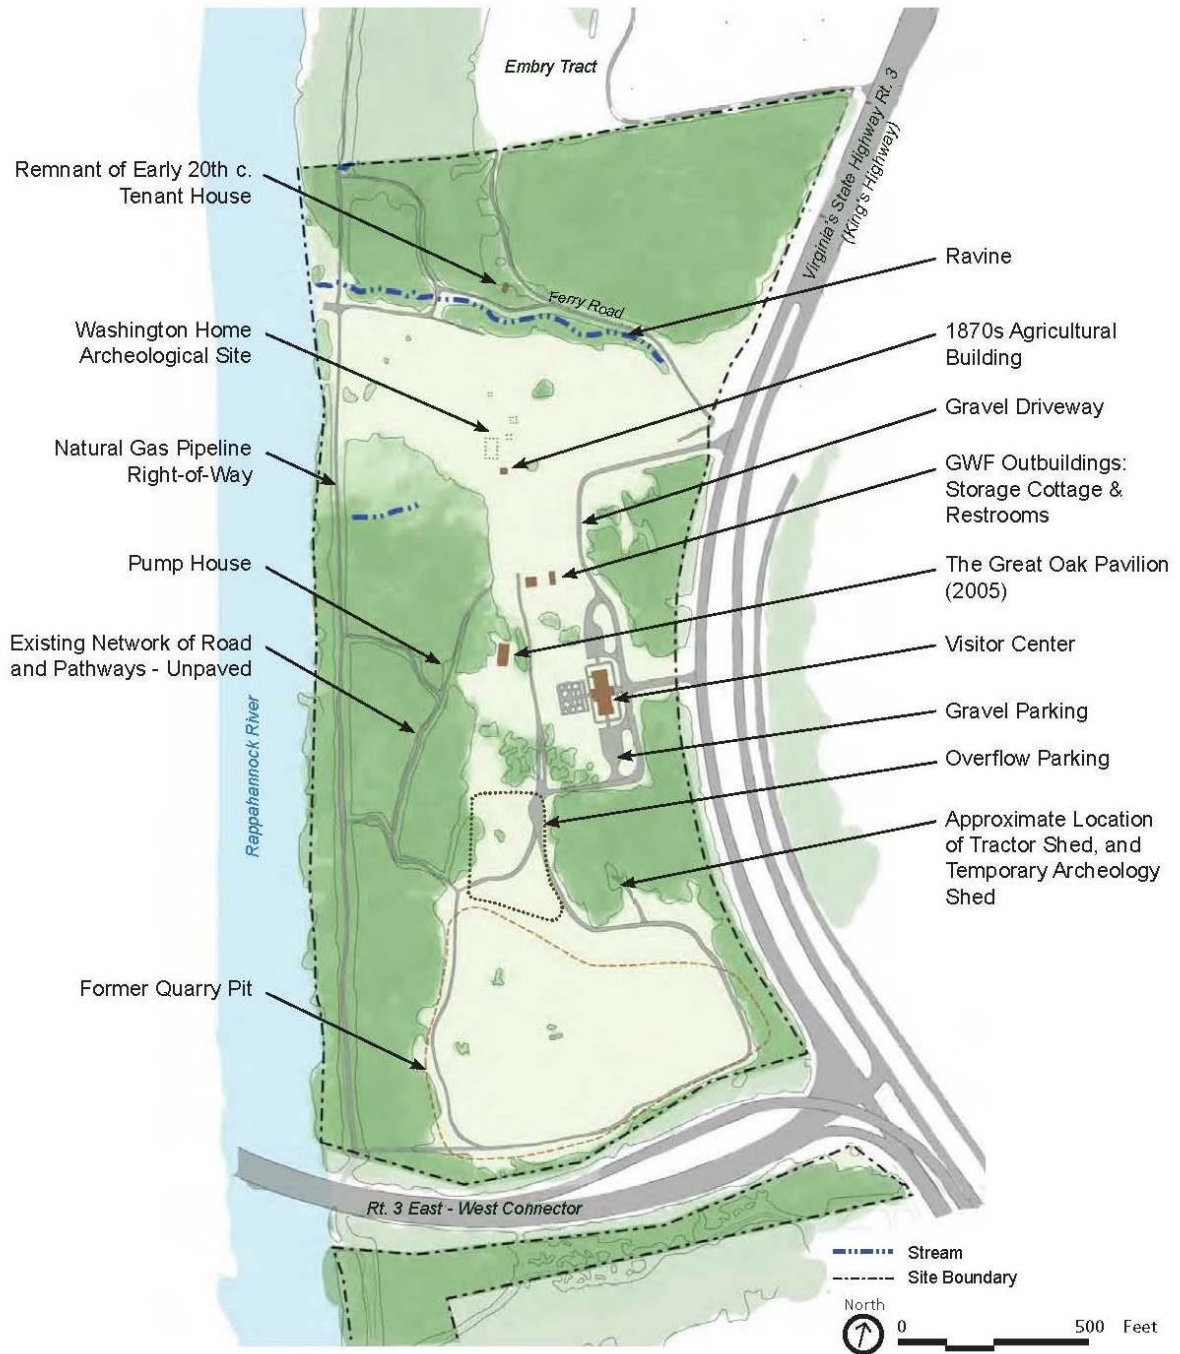 Embry Tract
Virginia's State Highway Rt. 3
(King's Highway)
Remnant of Early 20th c.
Tenant House
Ravine
Ferry Road
Washington Home
Archeological Site
1870s Agricultural
Building
Gravel Driveway
Natural Gas Pipeline
Right-of-Way
GWF Outbuildings:
Storage Cottage &
Restrooms
Pump House
The Great Oak Pavilion
(2005)
Existing Network of Road
and Pathways - Unpaved
Visitor Center
Rappahannock River
Gravel Parking
Overflow Parking
Approximate Location
of Tractor Shed, and
Temporary Archeology
Shed
Former Quarry Pit
Rt. 3 East - West Connector
Stream
Site Boundary
North
0 500 Feet